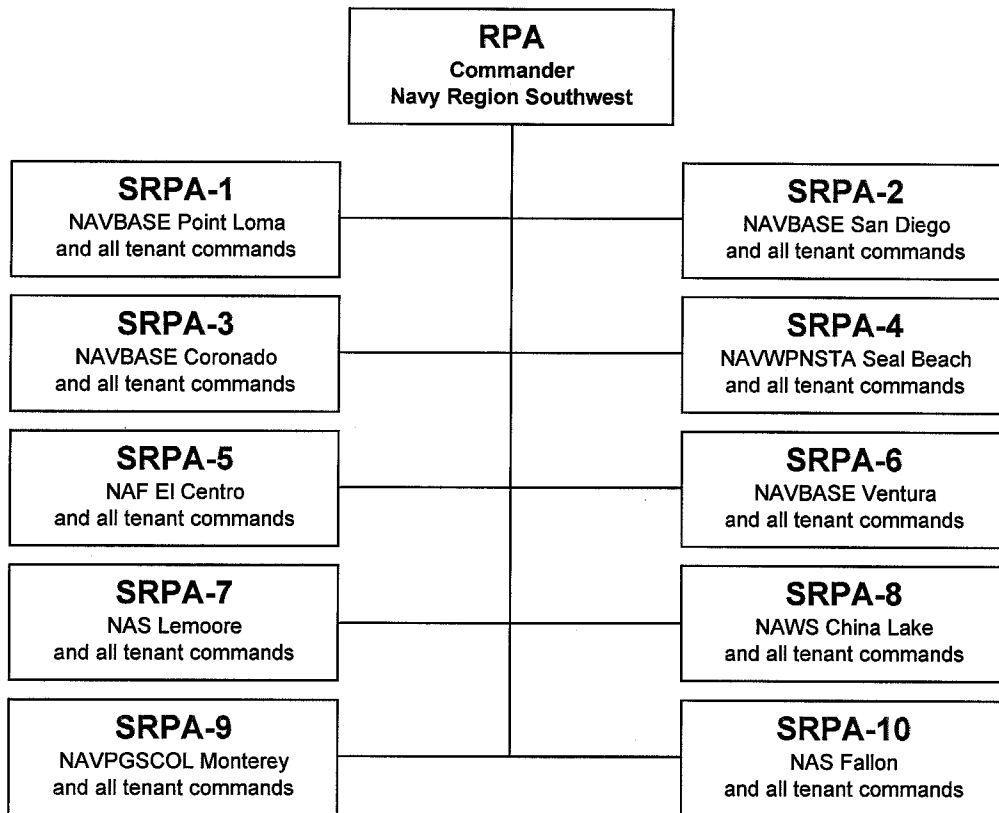 RPA
Commander
Navy Region Southwest
SRPA-1
NAVBASE Point Loma
and all tenant commands
SRPA-2
NAVBASE San Diego
and all tenant commands
SRPA-3
NAVBASE Coronado
and all tenant commands
SRPA-4
NAVWPNSTA Seal Beach
and all tenant commands
SRPA-5
NAF El Centro
and all tenant commands
SRPA-6
NAVBASE Ventura
and all tenant commands
SRPA-7
NAS Lemoore
and all tenant commands
SRPA-8
NAWS China Lake
and all tenant commands
SRPA-9
NAVPGSCOL Monterey
and all tenant commands
SRPA-10
NAS Fallon
and all tenant commands